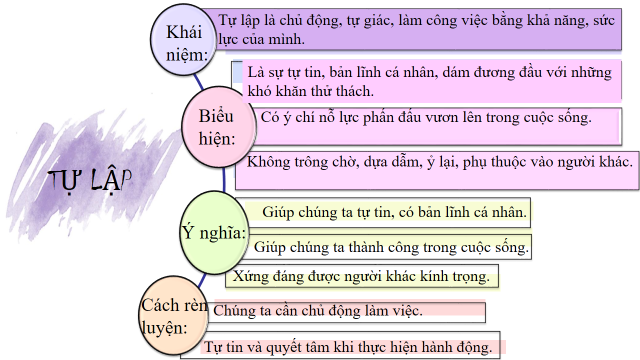 TỰ LẬP
Khái
niệm:
Tự lập là chủ động, tự giác, làm công việc bằng khả năng, sức
lực của mình.
Biểu
hiện:
Là sự tự tin, bản lĩnh cá nhân, dám đương đầu với những
khó khăn thử thách.
Có ý chí nỗ lực phấn đấu vươn lên trong cuộc sống.
Không trông chờ, dựa dẫm, ỷ lại, phụ thuộc vào người khác.
Ý nghĩa:
Giúp chúng ta tự tin, có bản lĩnh cá nhân.
Giúp chúng ta thành công trong cuộc sống.
Xứng đáng được người khác kính trọng.
Cách rèn
luyện:
Chúng ta cần chủ động làm việc.
Tự tin và quyết tâm khi thực hiện hành động.